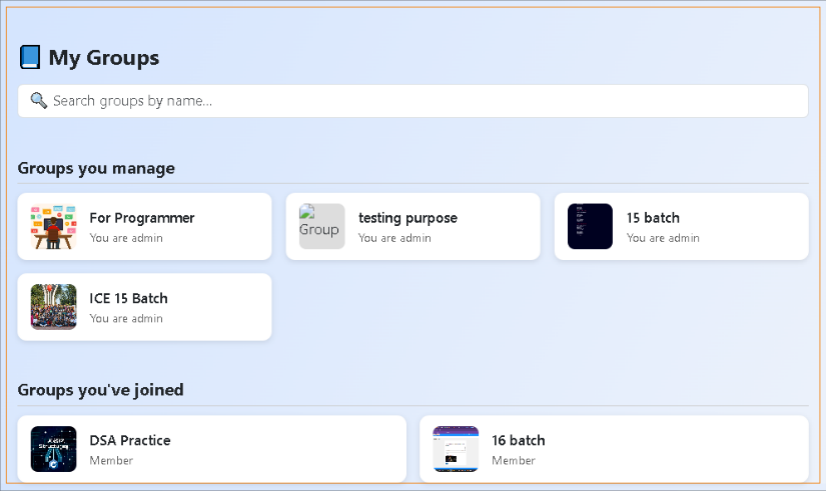 My Groups
Search groups by name...
Groups you manage
For Programmer
You are admin
Group
testing purpose
You are admin
15 batch
You are admin
ICE 15 Batch
You are admin
Groups you've joined
DSA Practice
Member
16 batch
Member